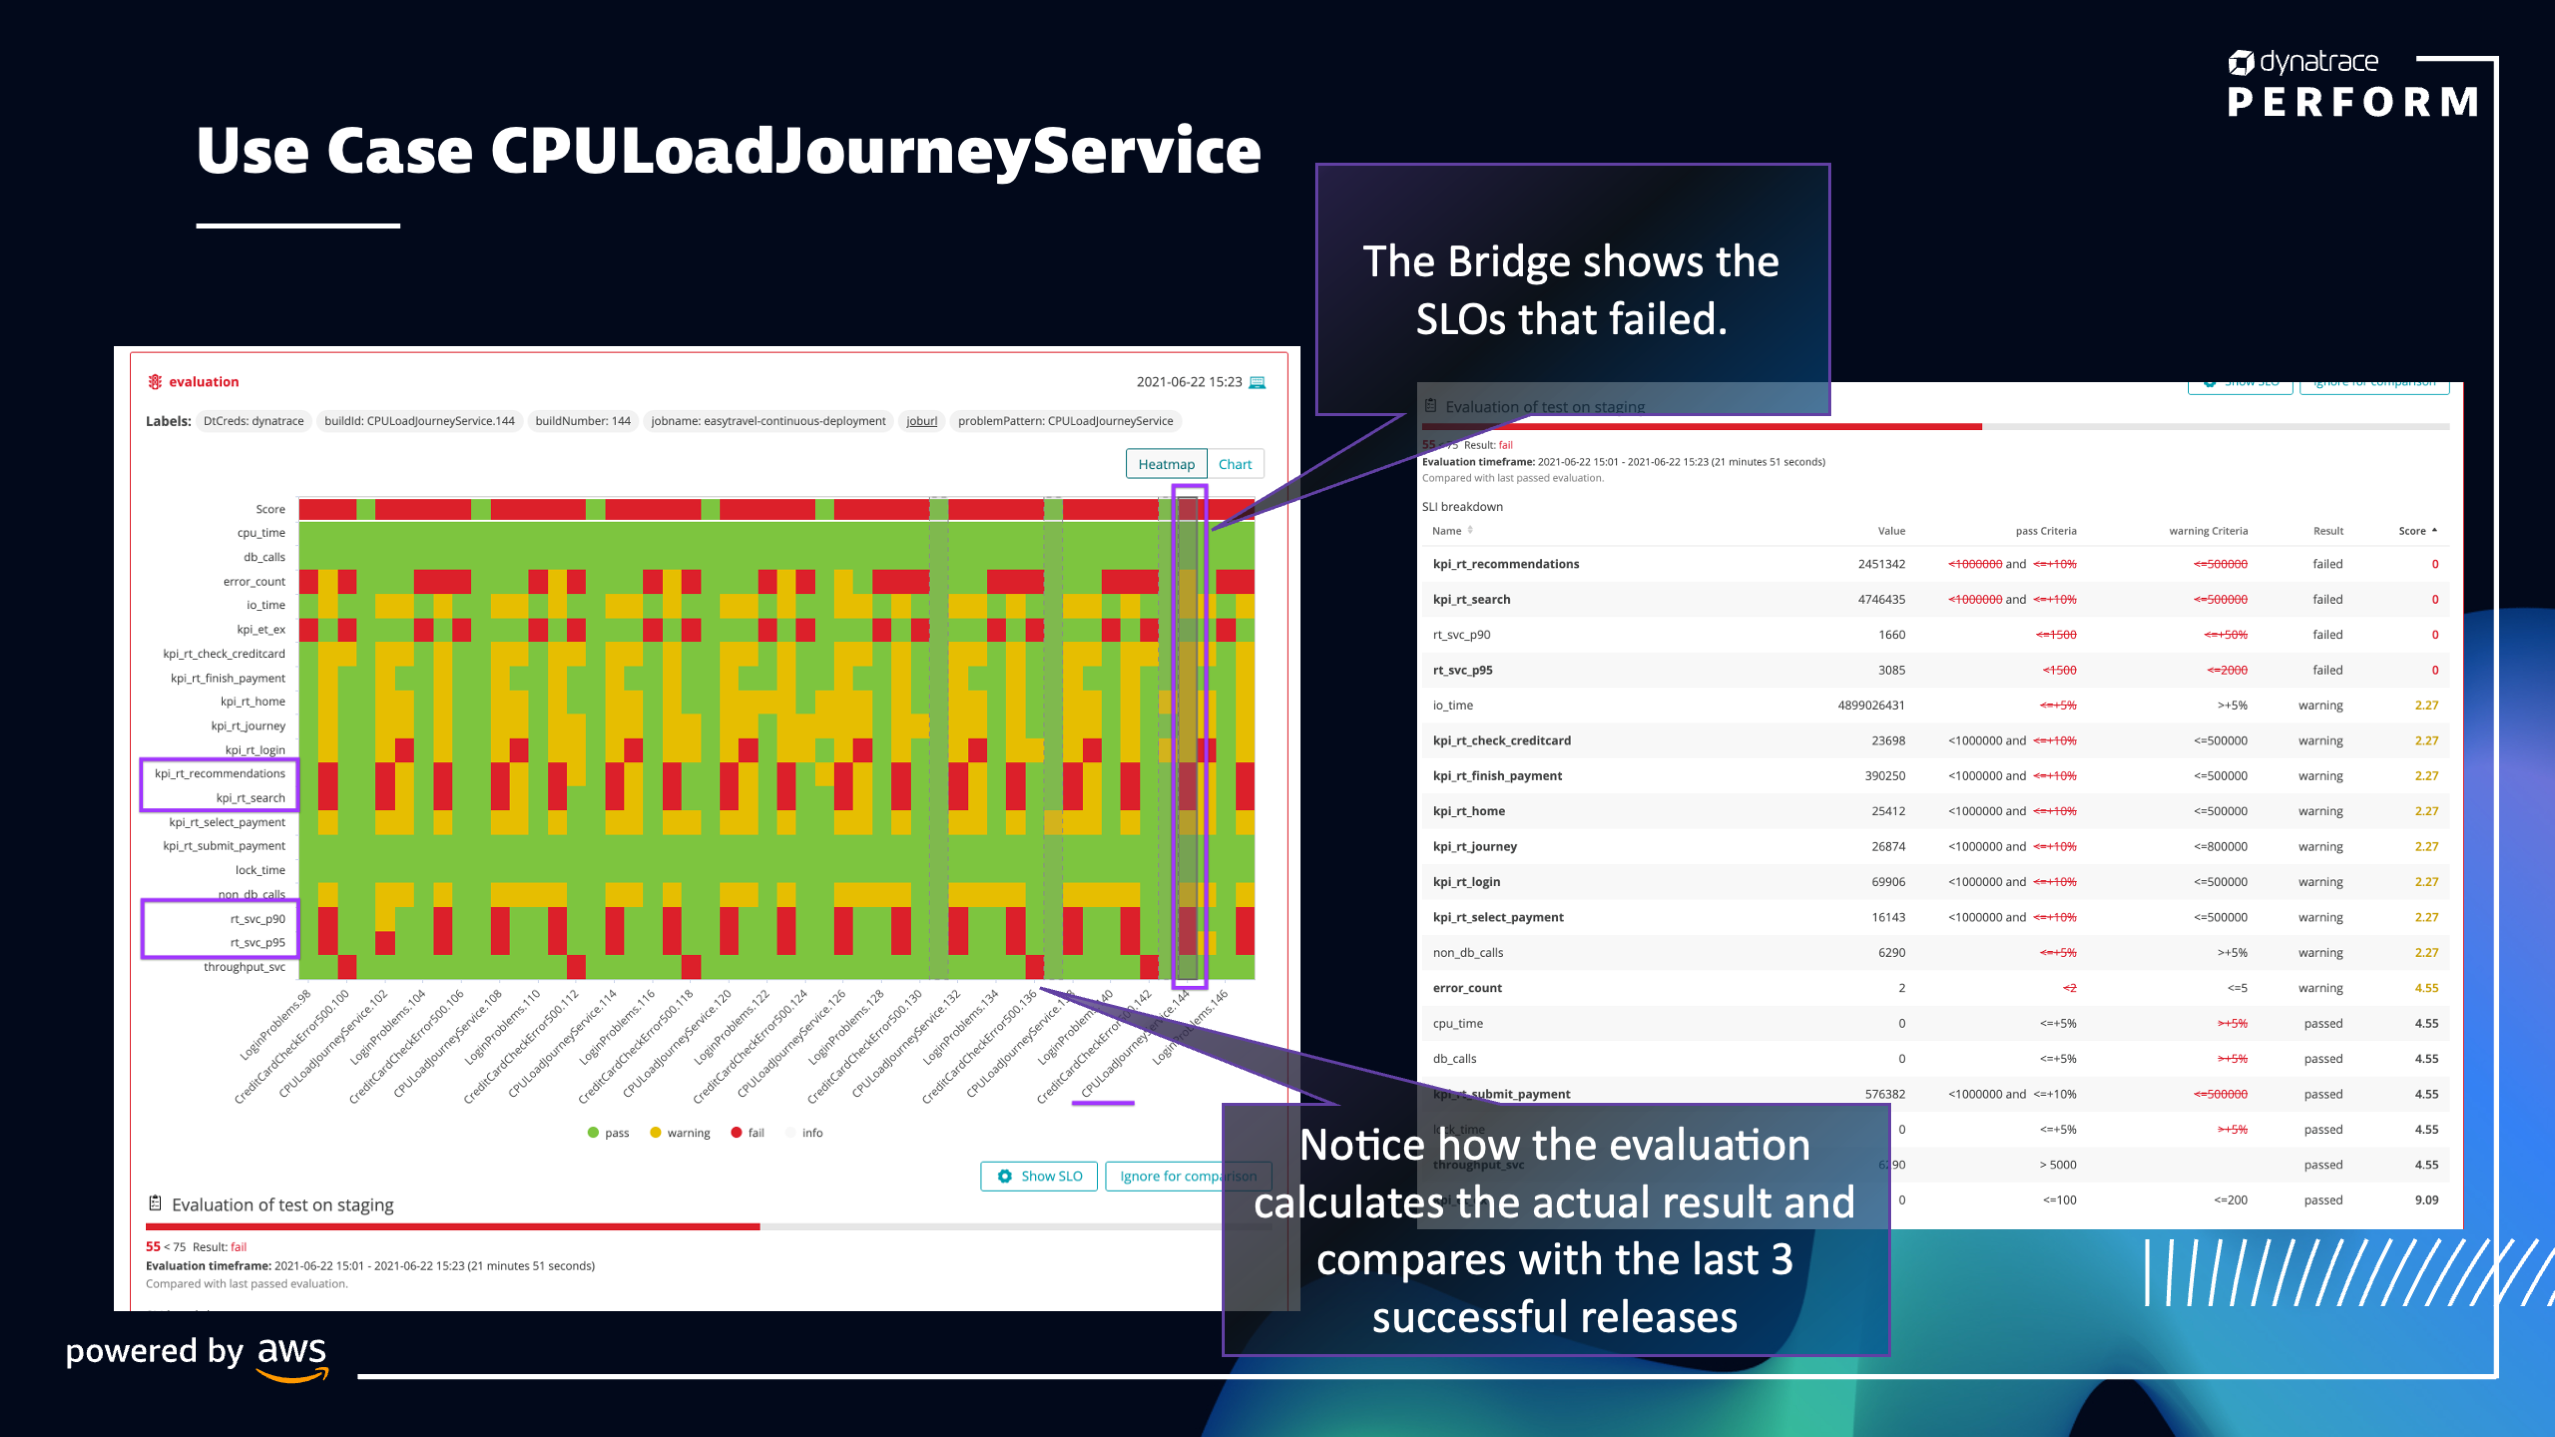 dynatrace
PERFORM
Use Case CPULoadJourneyService
The Bridge shows the
SLOs that failed.
evaluation
2021-06-22 15:23
Labels: DtCreds: dynatrace buildId: CPULoadJourneyService.144 buildNumber: 144 jobname: easytravel-continuous-deployment joburl problemPattern: CPULoadJourneyService
Heatmap Chart
Score
cpu_time
db_calls
error_count
io_time
kpi_et_ex
kpi_rt_check_creditcard
kpi_rt_finish_payment
kpi_rt_home
kpi_rt_journey
kpi_rt_login
kpi_rt_recommendations
kpi_rt_search
kpi_rt_select_payment
kpi_rt_submit_payment
lock_time
non_db_calls
rt_svc_p90
rt_svc_p95
throughput_svc
LoginProblems.98
CreditCardCheckError500.100
CPULoadJourneyService.102
LoginProblems.104
CreditCardCheckError500.106
CPULoadJourneyService.108
LoginProblems.110
CreditCardCheckError500.112
CPULoadJourneyService.114
LoginProblems.116
CreditCardCheckError500.118
CPULoadJourneyService.120
LoginProblems.122
CreditCardCheckError500.124
CPULoadJourneyService.126
LoginProblems.128
CreditCardCheckError500.130
CPULoadJourneyService.132
LoginProblems.134
CreditCardCheckError500.136
CPULoadJourneyService.138
LoginProblems.140
CreditCardCheckError500.142
CPULoadJourneyService.144
LoginProblems.146
pass warning fail info
Show SLO Ignore for comparison
Evaluation of test on staging
55 < 75 Result: fail
Evaluation timeframe: 2021-06-22 15:01 - 2021-06-22 15:23 (21 minutes 51 seconds)
Compared with last passed evaluation.
Show SLO Ignore for comparison
Evaluation of test on staging
55 < 75 Result: fail
Evaluation timeframe: 2021-06-22 15:01 - 2021-06-22 15:23 (21 minutes 51 seconds)
Compared with last passed evaluation.
SLI breakdown
Name Value pass Criteria warning Criteria Result Score
kpi_rt_recommendations 2451342 <1000000 and <=+10% <=500000 failed 0
kpi_rt_search 4746435 <1000000 and <=+10% <=500000 failed 0
rt_svc_p90 1660 <=1500 <=+50% failed 0
rt_svc_p95 3085 <1500 <=2000 failed 0
io_time 4899026431 <=+5% >+5% warning 2.27
kpi_rt_check_creditcard 23698 <1000000 and <=+10% <=500000 warning 2.27
kpi_rt_finish_payment 390250 <1000000 and <=+10% <=500000 warning 2.27
kpi_rt_home 25412 <1000000 and <=+10% <=500000 warning 2.27
kpi_rt_journey 26874 <1000000 and <=+10% <=800000 warning 2.27
kpi_rt_login 69906 <1000000 and <=+10% <=500000 warning 2.27
kpi_rt_select_payment 16143 <1000000 and <=+10% <=500000 warning 2.27
non_db_calls 6290 <=+5% >+5% warning 2.27
error_count 2 <2 <=5 warning 4.55
cpu_time 0 <=+5% >+5% passed 4.55
db_calls 0 <=+5% >+5% passed 4.55
kpi_rt_submit_payment 576382 <1000000 and <=+10% <=500000 passed 4.55
lock_time 0 <=+5% >+5% passed 4.55
throughput_svc 6290 > 5000 passed 4.55
0 <=100 <=200 passed 9.09
Notice how the evaluation
calculates the actual result and
compares with the last 3
successful releases
powered by aws